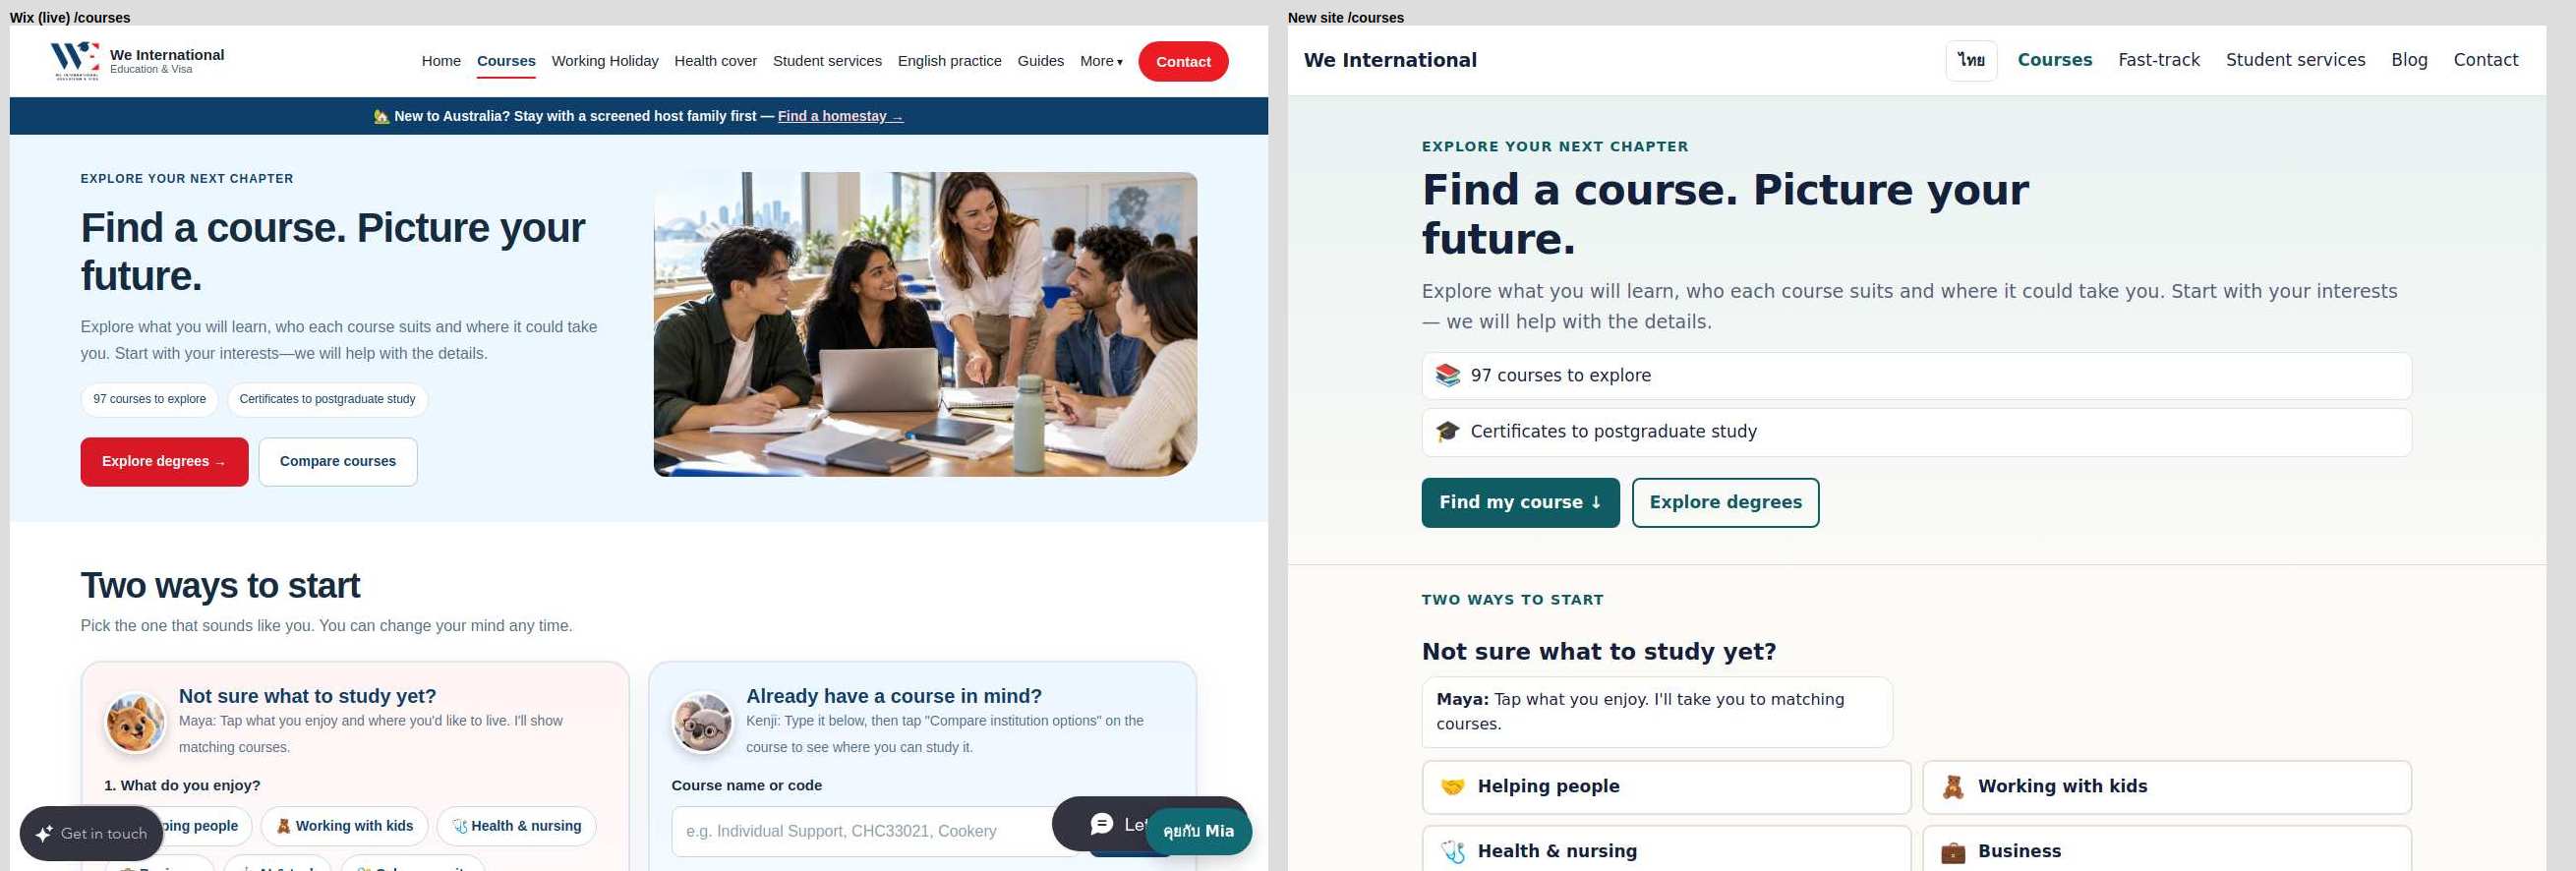 Wix (live) /courses
We International
Education & Visa
Home Courses Working Holiday Health cover Student services English practice Guides More ▾ Contact
🏡 New to Australia? Stay with a screened host family first — Find a homestay →
EXPLORE YOUR NEXT CHAPTER
Find a course. Picture your
future.
Explore what you will learn, who each course suits and where it could take
you. Start with your interests—we will help with the details.
97 courses to explore
Certificates to postgraduate study
Explore degrees →
Compare courses
Two ways to start
Pick the one that sounds like you. You can change your mind any time.
Not sure what to study yet?
Maya: Tap what you enjoy and where you'd like to live. I'll show
matching courses.
1. What do you enjoy?
ping people
🧸 Working with kids
🩺 Health & nursing
Get in touch
Already have a course in mind?
Kenji: Type it below, then tap "Compare institution options" on the
course to see where you can study it.
Course name or code
e.g. Individual Support, CHC33021, Cookery
Let
คุยกับ Mia
New site /courses
We International
ไทย Courses Fast-track Student services Blog Contact
EXPLORE YOUR NEXT CHAPTER
Find a course. Picture your
future.
Explore what you will learn, who each course suits and where it could take you. Start with your interests
— we will help with the details.
📚 97 courses to explore
🎓 Certificates to postgraduate study
Find my course ↓
Explore degrees
TWO WAYS TO START
Not sure what to study yet?
Maya: Tap what you enjoy. I'll take you to matching
courses.
🤝 Helping people
🧸 Working with kids
🩺 Health & nursing
💼 Business